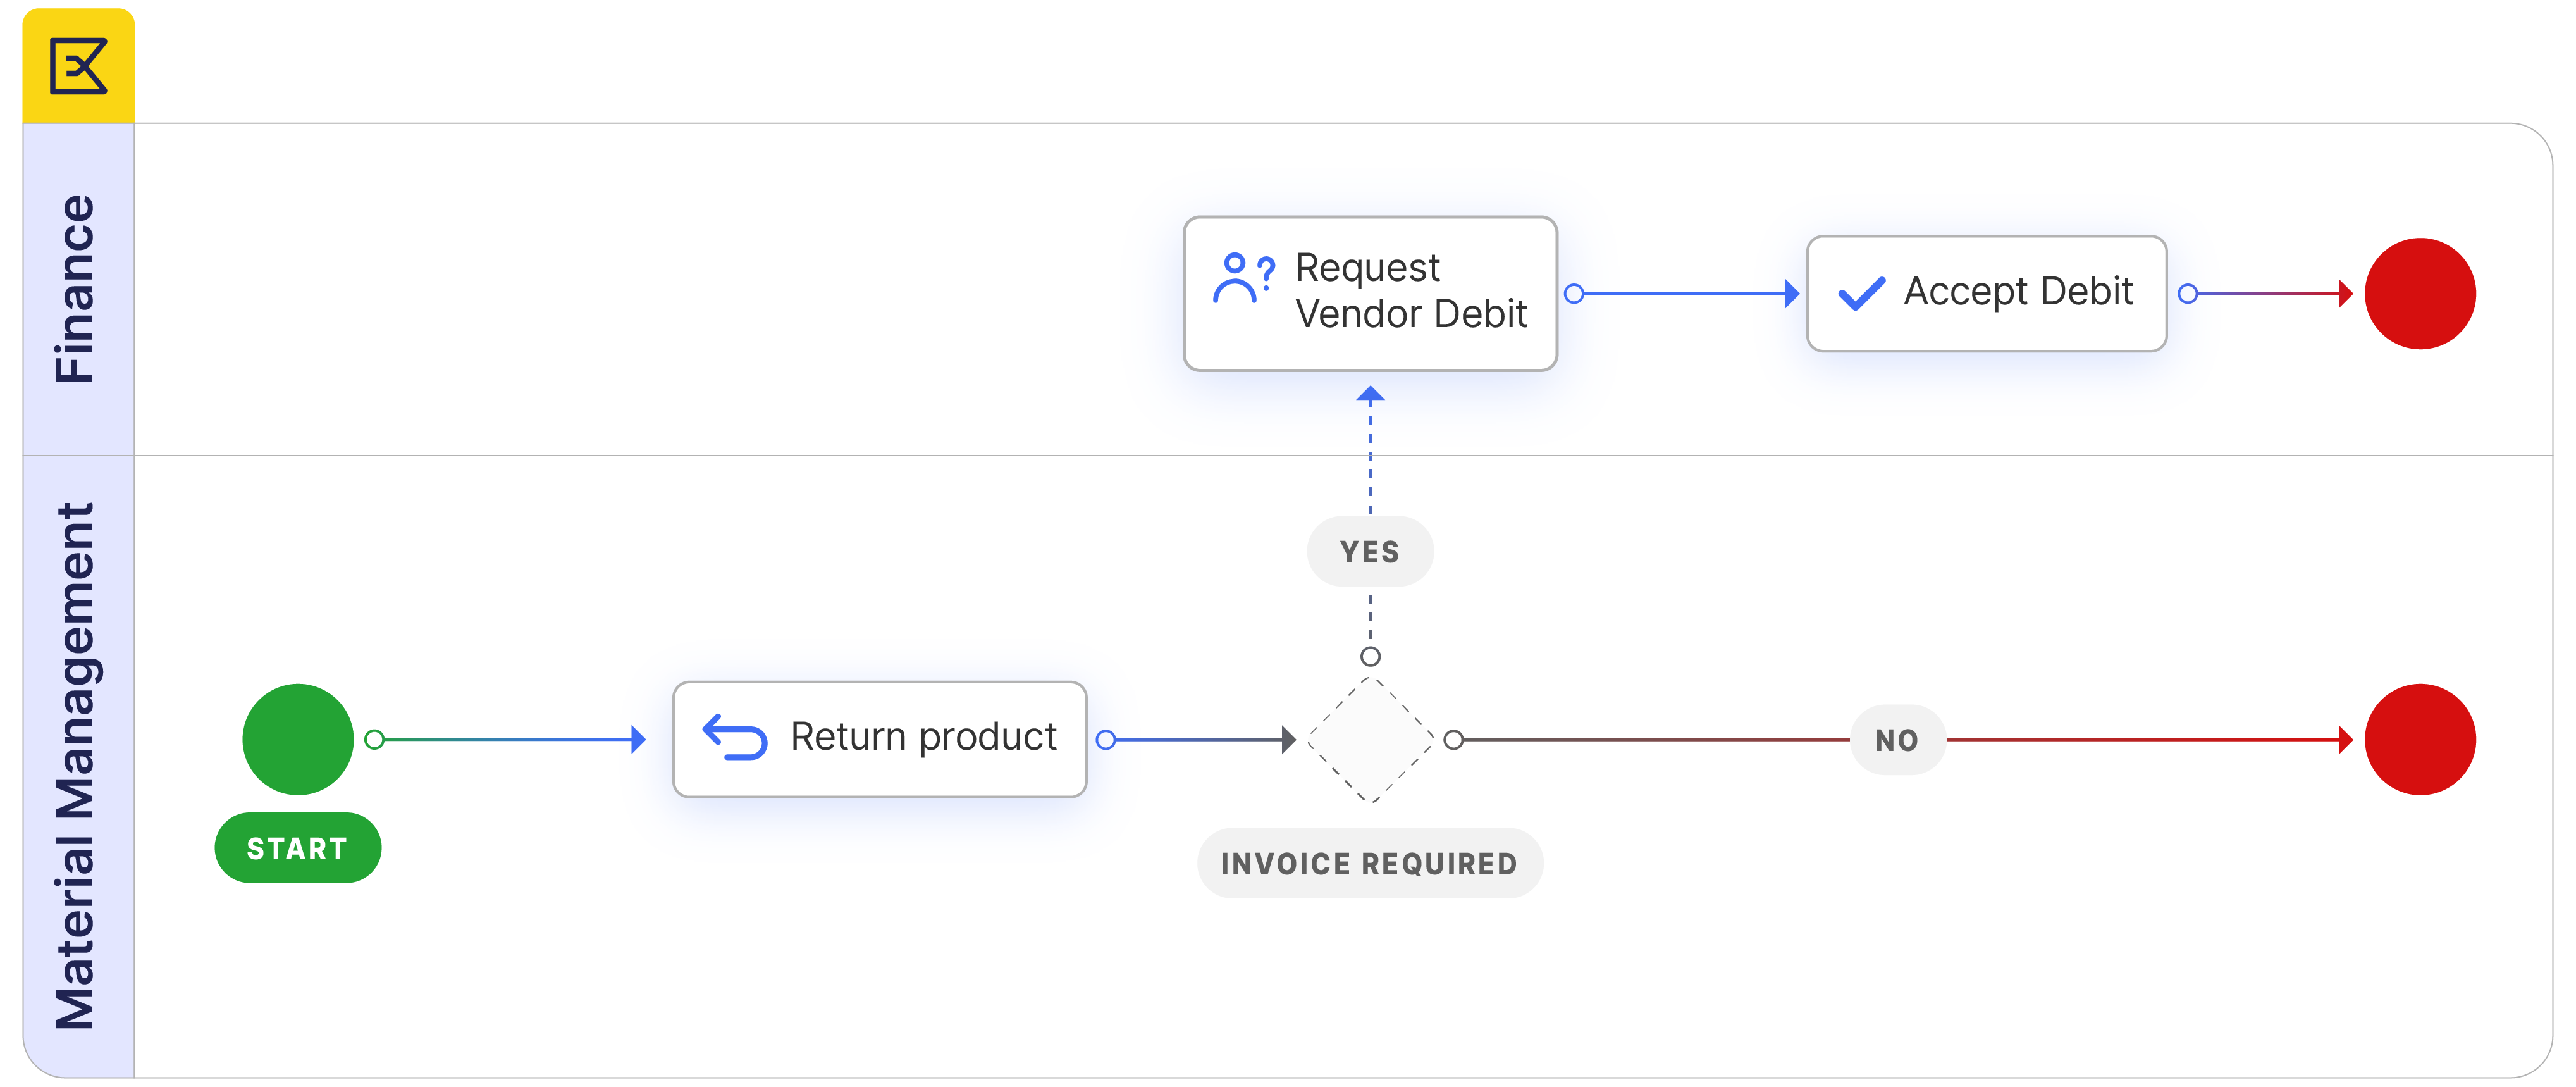 Finance
Request
Vendor Debit
Accept Debit
Material Management
YES
Return product
NO
START
INVOICE REQUIRED